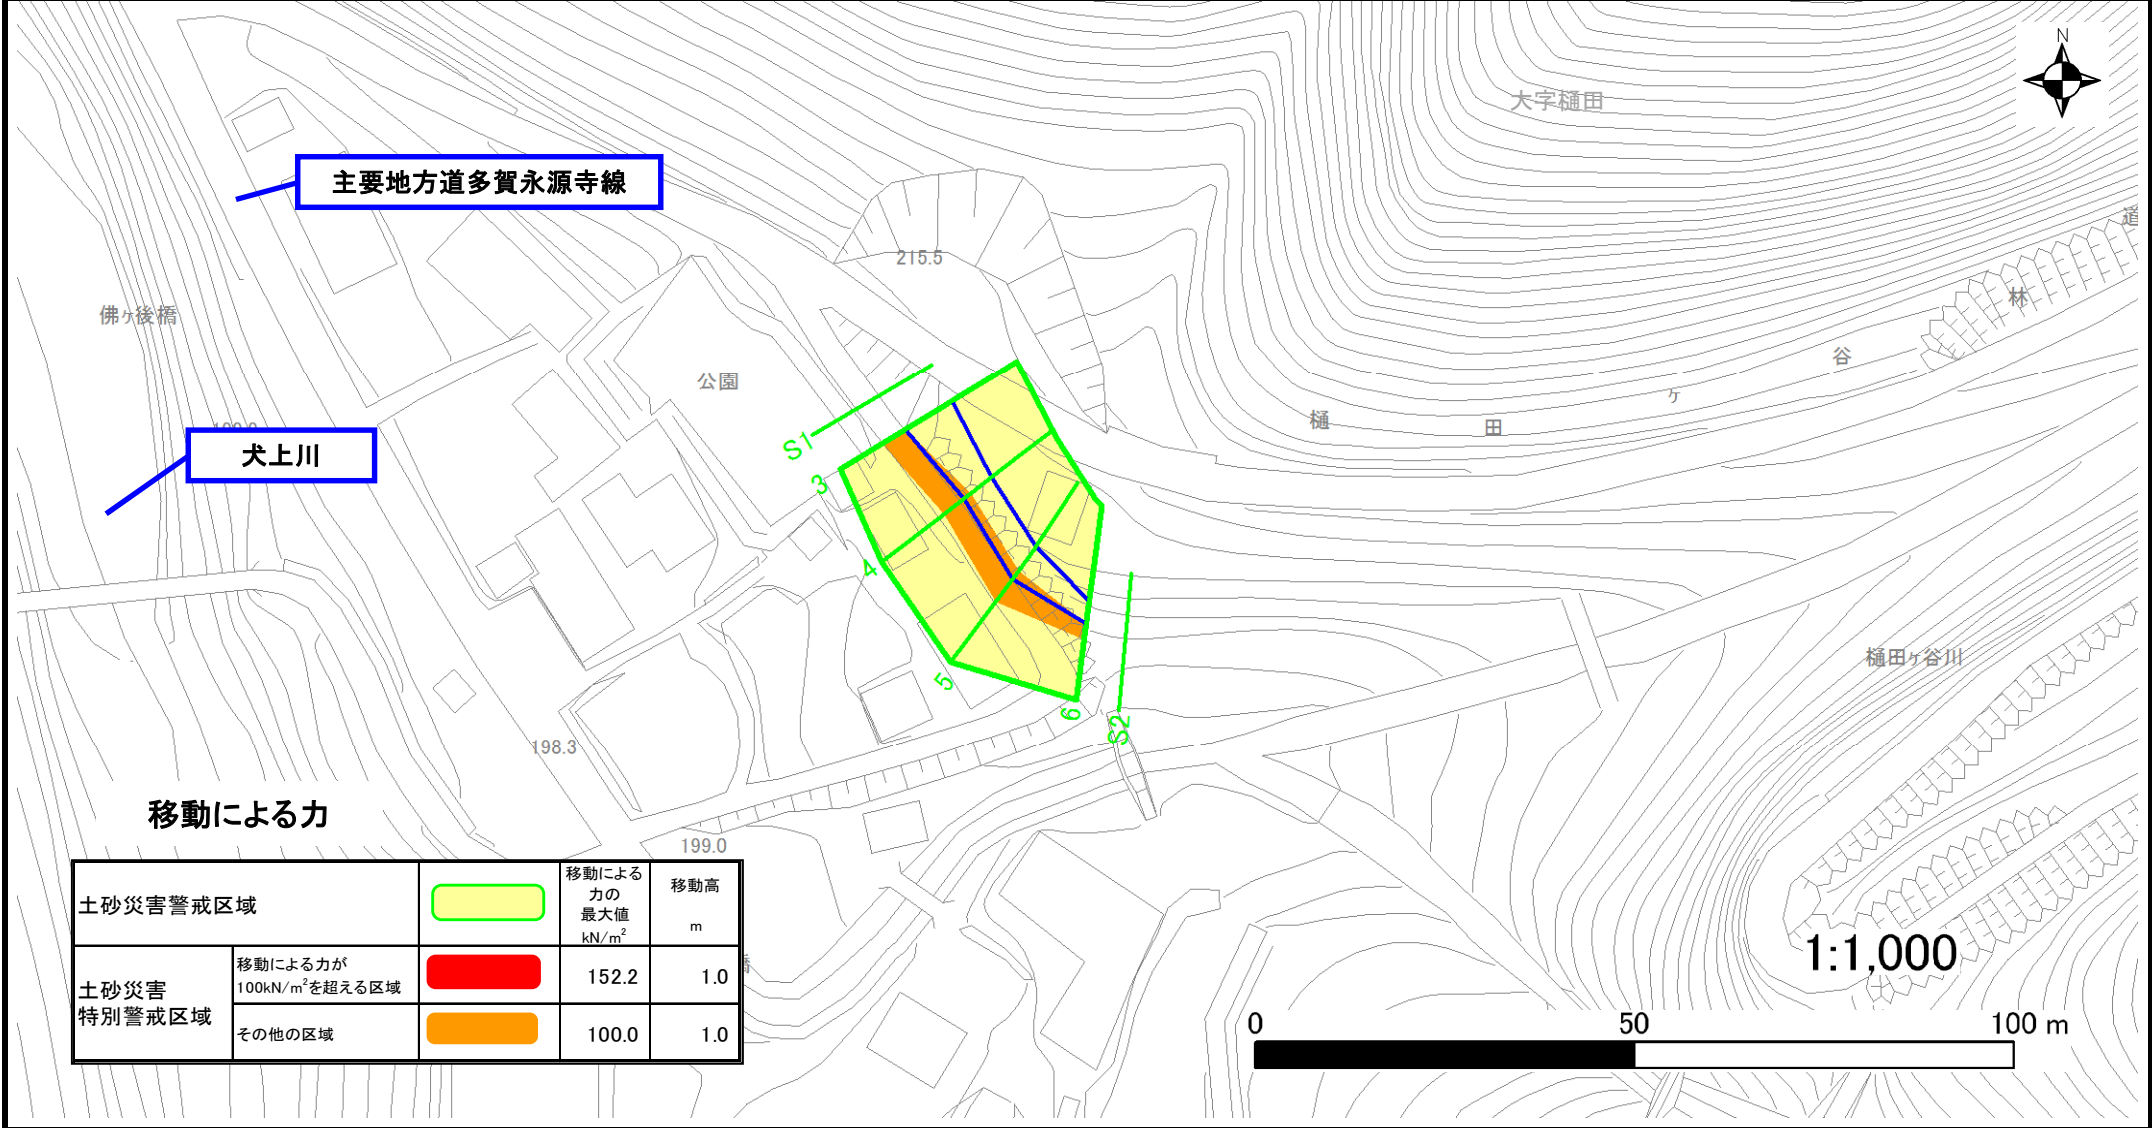 N
大字樋田
主要地方道多賀永源寺線
道
215.5
林
佛ヶ後橋
谷
公園
ケ
樋
田
S1
犬上川
3
4
樋田ヶ谷川
5
6
S2
198.3
移動による力
199.0
土砂災害警戒区域
移動による
力の
最大値
kN/m²
移動高
m
土砂災害
特別警戒区域
移動による力が
100kN/m²を超える区域
152.2
1.0
その他の区域
100.0
1.0
1:1,000
0 50 100 m